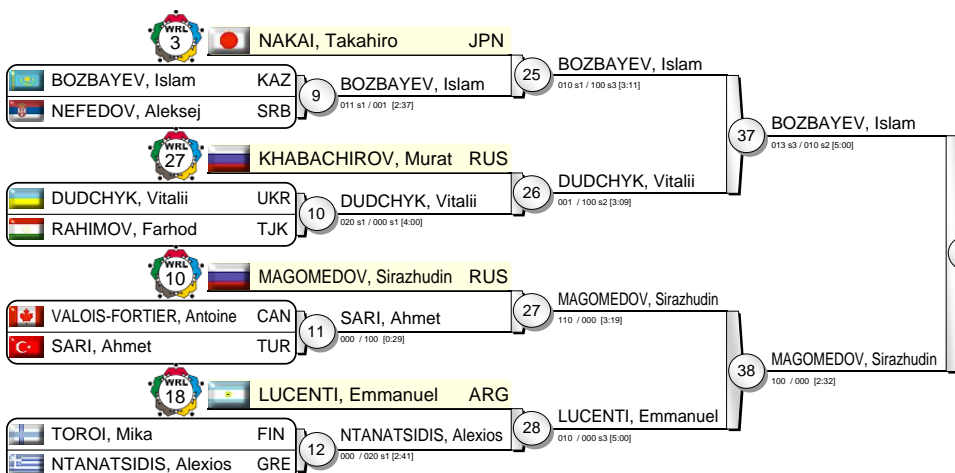 WRL
3
NAKAI, Takahiro JPN
BOZBAYEV, Islam KAZ
NEFEDOV, Aleksej SRB
9
BOZBAYEV, Islam
011 s1 / 001 [2:37]
25
BOZBAYEV, Islam
010 s1 / 100 s3 [3:11]
WRL
27
KHABACHIROV, Murat RUS
DUDCHYK, Vitalii UKR
RAHIMOV, Farhod TJK
10
DUDCHYK, Vitalii
020 s1 / 000 s1 [4:00]
26
DUDCHYK, Vitalii
001 / 100 s2 [3:09]
37
BOZBAYEV, Islam
013 s3 / 010 s2 [5:00]
WRL
10
MAGOMEDOV, Sirazhudin RUS
VALOIS-FORTIER, Antoine CAN
SARI, Ahmet TUR
11
SARI, Ahmet
000 / 100 [0:29]
27
MAGOMEDOV, Sirazhudin
110 / 000 [3:19]
WRL
18
LUCENTI, Emmanuel ARG
TOROI, Mika FIN
NTANATSIDIS, Alexios GRE
12
NTANATSIDIS, Alexios
000 / 020 s1 [2:41]
28
LUCENTI, Emmanuel
010 / 000 s3 [5:00]
38
MAGOMEDOV, Sirazhudin
100 / 000 [2:32]